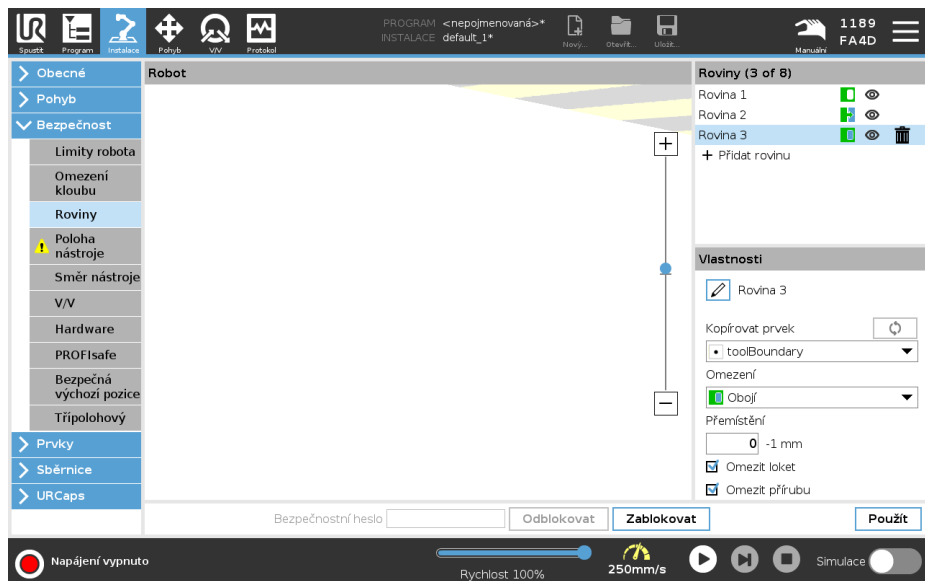 PROGRAM <nepojmenovaná>*
INSTALACE default_1*
Spustit
Program
Instalace
Pohyb
V/V
Protokol
Nový...
Otevřít...
Uložit...
Manuální
1189
FA4D
Obecné
Pohyb
Bezpečnost
Limity robota
Omezení
kloubu
Roviny
Poloha
nástroje
Směr nástroje
V/V
Hardware
PROFIsafe
Bezpečná
výchozí pozice
Třípolohový
Prvky
Sběrnice
URCaps
Robot
Roviny (3 of 8)
Rovina 1
Rovina 2
Rovina 3
+ Přidat rovinu
Vlastnosti
Rovina 3
Kopírovat prvek
toolBoundary
Omezení
Obojí
Přemístění
0 -1 mm
Omezit loket
Omezit přírubu
Bezpečnostní heslo
Odblokovat
Zablokovat
Použít
Napájení vypnuto
Rychlost 100%
250mm/s
Simulace